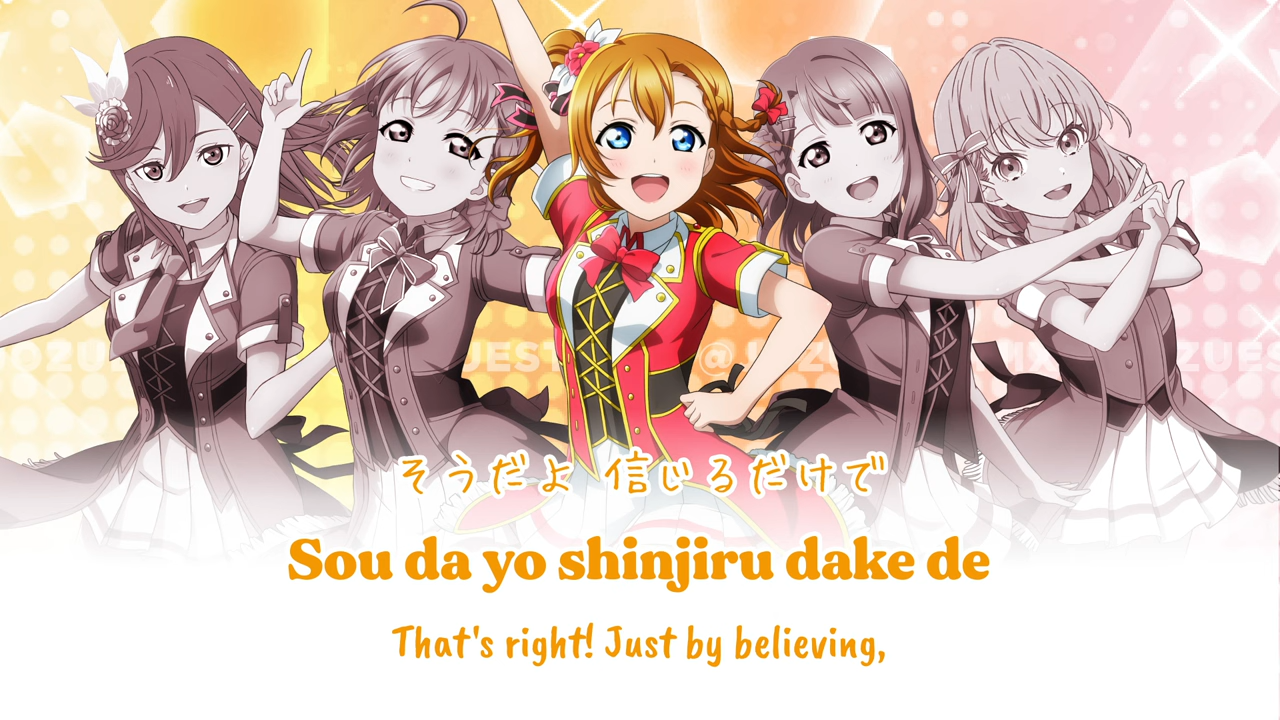 そうだよ 信じるだけで
Sou da yo shinjiru dake de
That's right! Just by believing,